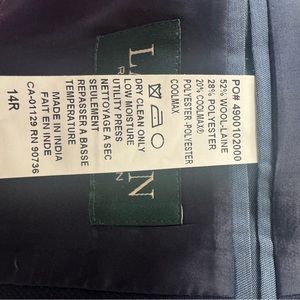 PO# 4900102000
52% WOOL-LAINE
28% POLYESTER
20% COOLMAX®
POLYESTER -POLYESTER
COOLMAX
DRY CLEAN ONLY
LOW MOISTURE
UTILITY PRESS
NETTOYAGE A SEC
SEULEMENT
REPASSER A BASSE
TEMPERATURE
MADE IN INDIA
FAIT EN INDE
CA-01129 RN 90736
14R